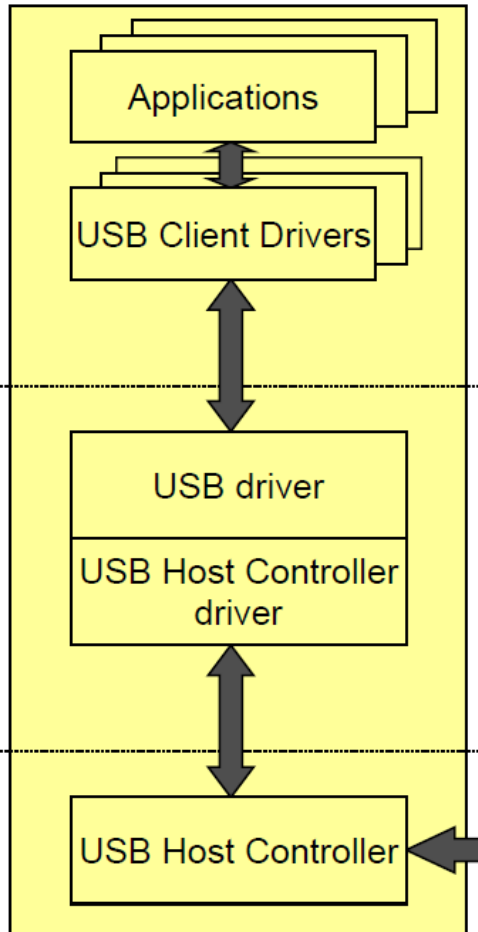 Applications
USB Client Drivers
USB driver
USB Host Controller
driver
USB Host Controller